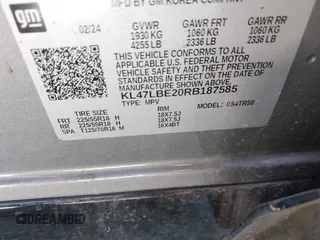 gm
BY GM KOREA COMPANY
02/24
GVWR
1930 KG
4255 LB
GAWR FRT
1060 KG
2336 LB
GAWR RR
1060 KG
2336 LB
THIS VEHICLE CONFORMS TO ALL APPLICABLE
U.S. FEDERAL MOTOR VEHICLE SAFETY, BUMPER,
AND THEFT PREVENTION STANDARDS IN EFFECT ON
THE DATE OF MANUFACTURE SHOWN ABOVE.
KL47LBE20RB187585
TYPE: MPV
MODEL: 054TR58
TIRE SIZE RIM
FRT 225/55R18 H 18X7.5J
RR 225/55R18 H 18X7.5J
SPA T125/70R16 M 16X4BT
DREAMBID